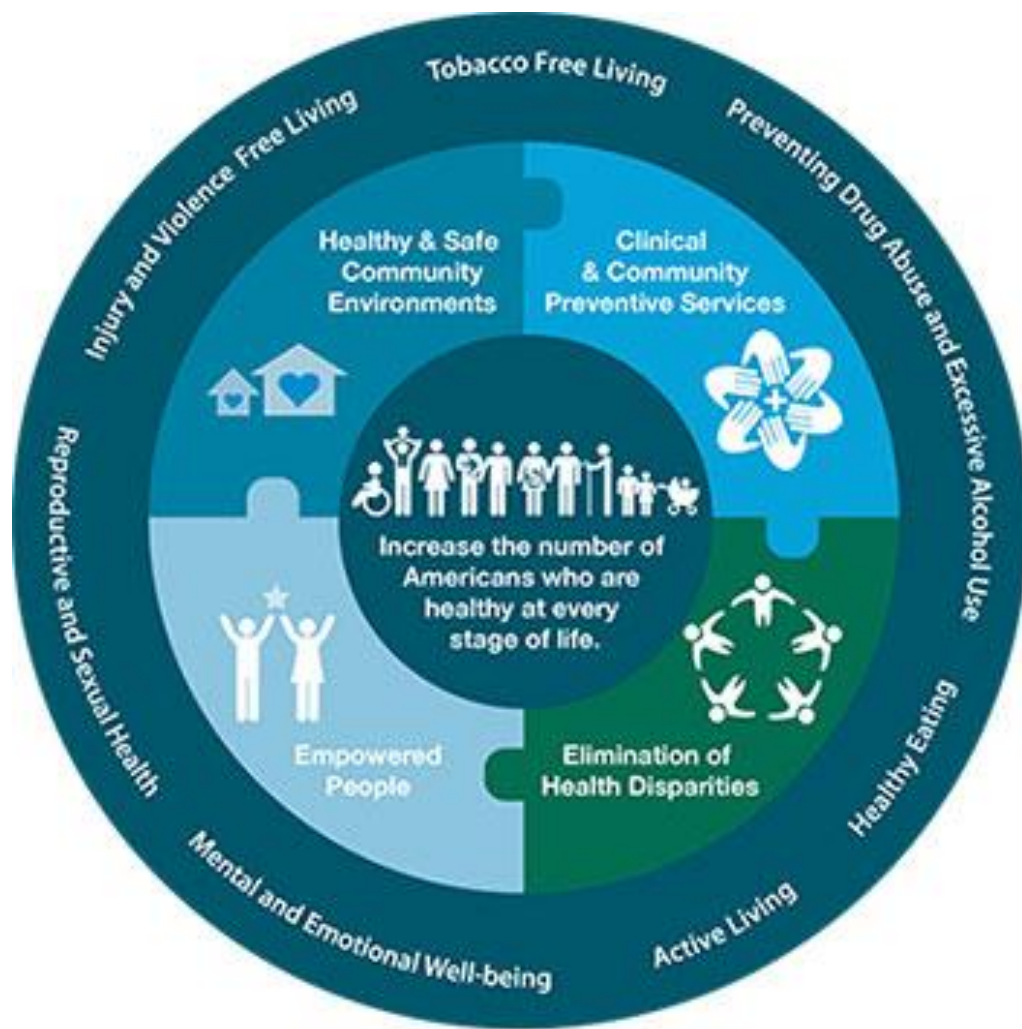 Tobacco Free Living
Preventing Drug Abuse and Excessive Alcohol Use
Healthy Eating
Active Living
Mental and Emotional Well-being
Reproductive and Sexual Health
Injury and Violence Free Living
Healthy & Safe
Community
Environments
Clinical
& Community
Preventive Services
Elimination of
Health Disparities
Empowered
People
Increase the number of
Americans who are
healthy at every
stage of life.